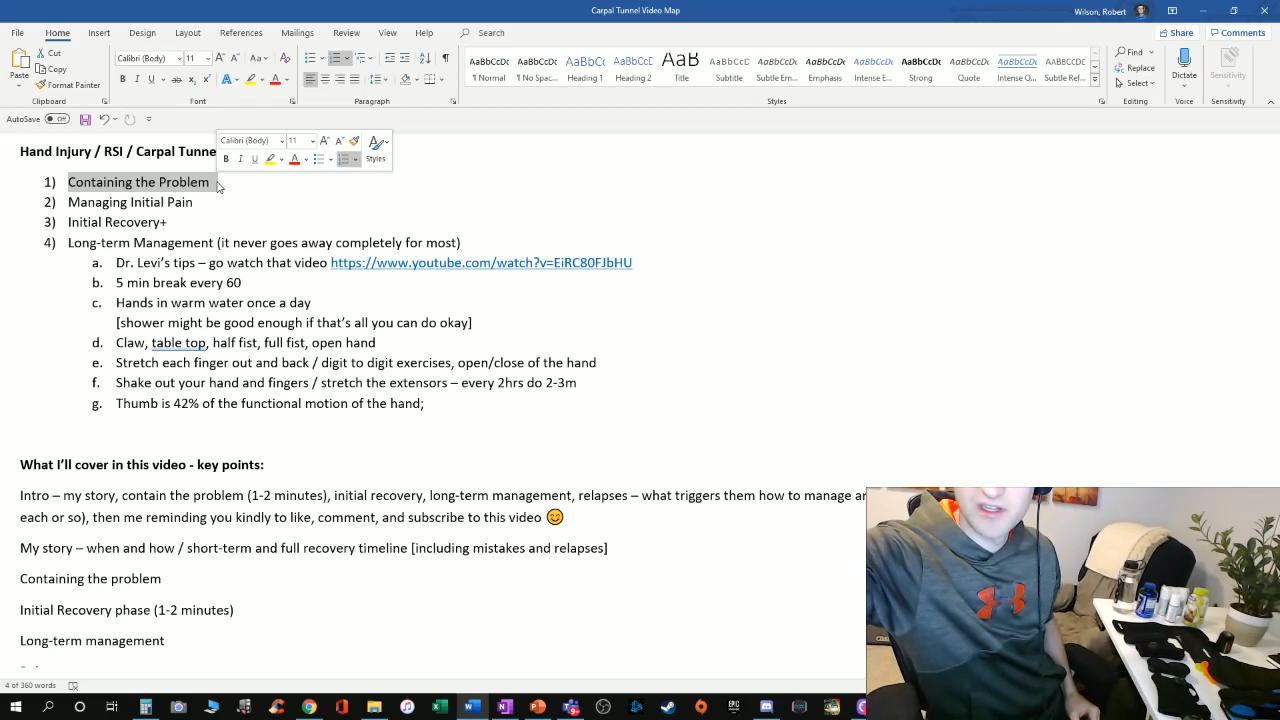 Carpal Tunnel Video Map
Wilson, Robert
File Home Insert Design Layout References Mailings Review View Help Search Share Comments
Paste Cut Copy Format Painter
Clipboard
Calibri (Body) 11
Font
Paragraph
AaBbCcDc AaBbCcDc AaBbC( AaBbCcC AaB AaBbCcD AaBbCcDc AaBbCcDc AaBbCcDc AaBbCcDc AaBbCcDc AaBbCcDc AaBbCcDc
¶ Normal ¶ No Spac... Heading 1 Heading 2 Title Subtitle Subtle Em... Emphasis Intense E... Strong Quote Intense Q... Subtle Ref...
Styles
Find
Replace
Select
Editing
Dictate
Voice
Sensitivity
Sensitivity
AutoSave Off
Calibri (Body) 11
Styles
Hand Injury / RSI / Carpal Tunne
1) Containing the Problem
2) Managing Initial Pain
3) Initial Recovery+
4) Long-term Management (it never goes away completely for most)
a. Dr. Levi's tips – go watch that video https://www.youtube.com/watch?v=EiRC80FJbHU
b. 5 min break every 60
c. Hands in warm water once a day
[shower might be good enough if that's all you can do okay]
d. Claw, table top, half fist, full fist, open hand
e. Stretch each finger out and back / digit to digit exercises, open/close of the hand
f. Shake out your hand and fingers / stretch the extensors – every 2hrs do 2-3m
g. Thumb is 42% of the functional motion of the hand;
What I'll cover in this video - key points:
Intro – my story, contain the problem (1-2 minutes), initial recovery, long-term management, relapses – what triggers them how to manage
each or so), then me reminding you kindly to like, comment, and subscribe to this video 😊
My story – when and how / short-term and full recovery timeline [including mistakes and relapses]
Containing the problem
Initial Recovery phase (1-2 minutes)
Long-term management
4 of 360 words